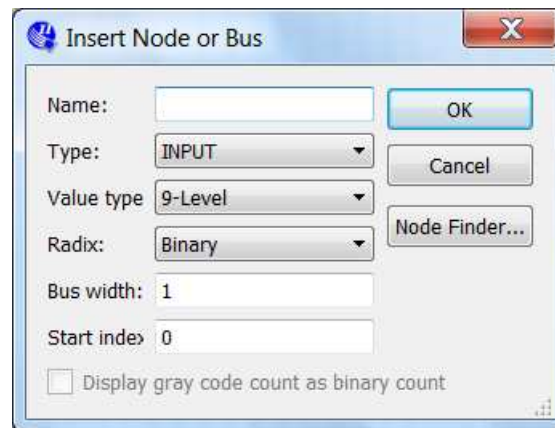 Insert Node or Bus
X
Name:
OK
Type: INPUT
Cancel
Value type 9-Level
Node Finder...
Radix: Binary
Bus width: 1
Start index 0
Display gray code count as binary count